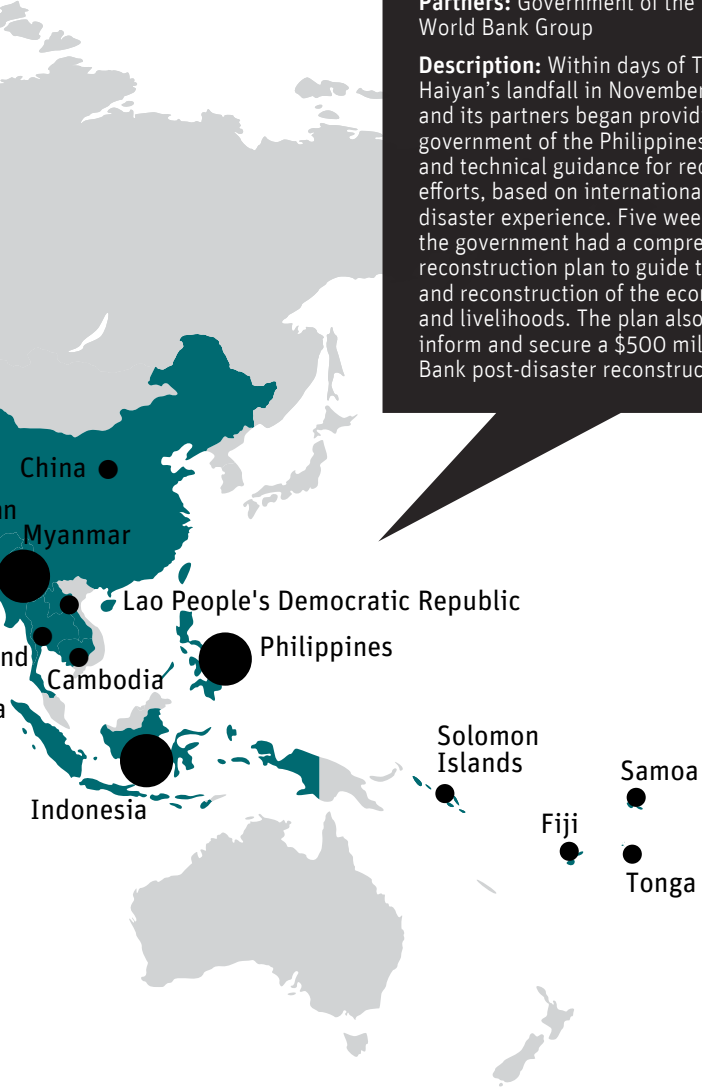 Partners: Government of the
World Bank Group
Description: Within days of T
Haiyan's landfall in November
and its partners began provid
government of the Philippines
and technical guidance for rec
efforts, based on internationa
disaster experience. Five wee
the government had a compre
reconstruction plan to guide t
and reconstruction of the econ
and livelihoods. The plan also
inform and secure a $500 mil
Bank post-disaster reconstruc
China
an
Myanmar
Lao People's Democratic Republic
Philippines
nd
Cambodia
a
Indonesia
Solomon
Islands
Samoa
Fiji
Tonga